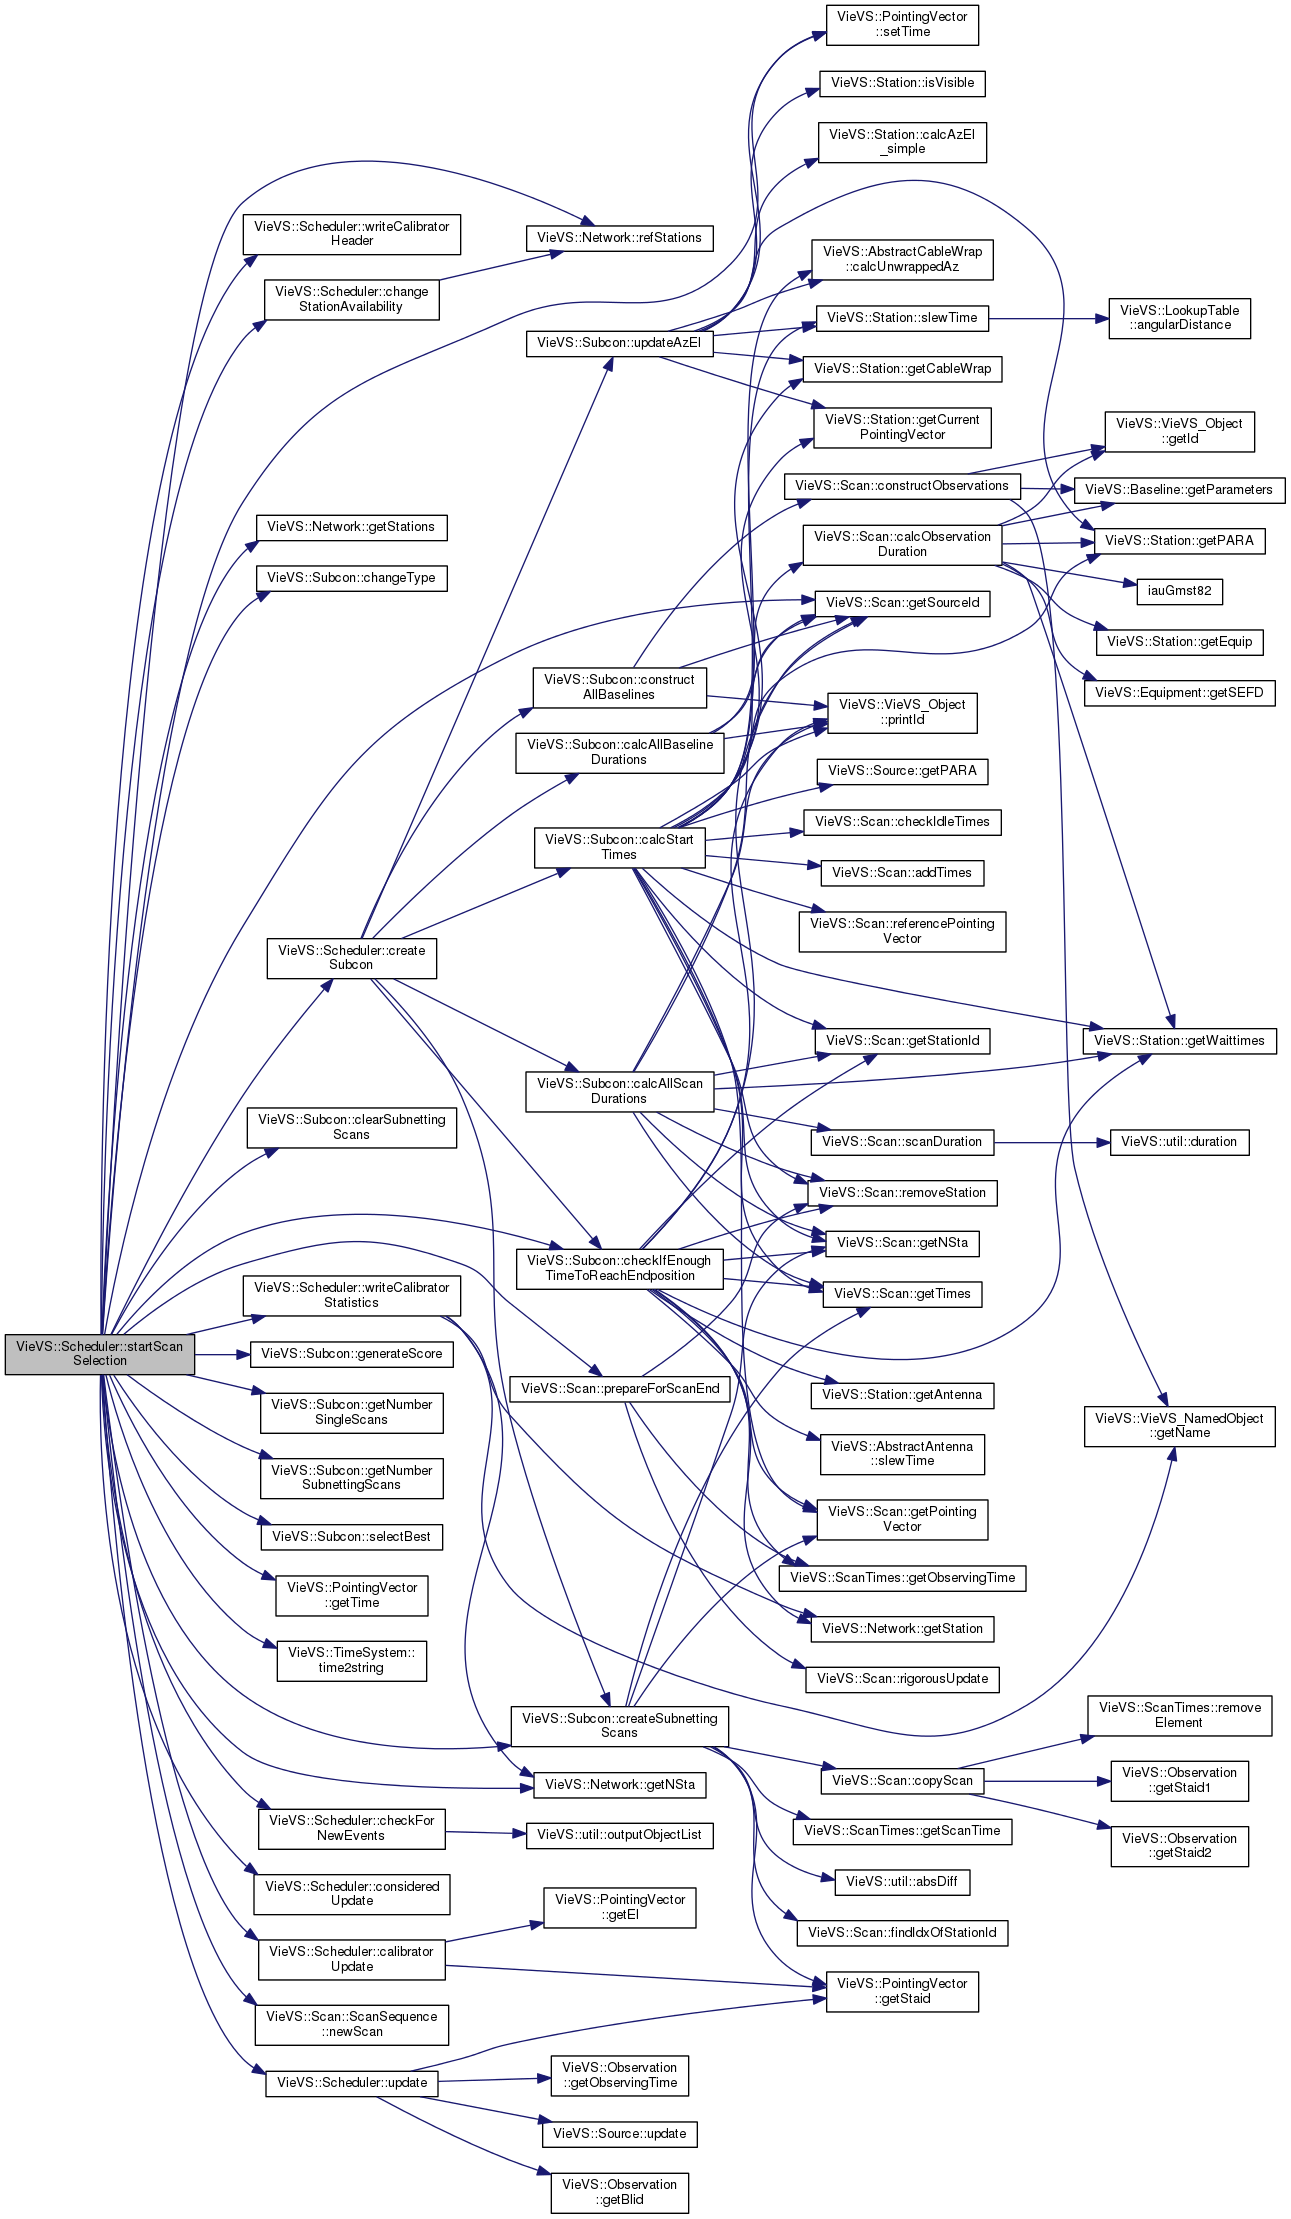 VieVS::PointingVector
::setTime
VieVS::Station::isVisible
VieVS::Station::calcAzEl
_simple
VieVS::Scheduler::writeCalibrator
Header
VieVS::Network::refStations
VieVS::AbstractCableWrap
::calcUnwrappedAz
VieVS::Scheduler::change
StationAvailability
VieVS::Station::slewTime
VieVS::LookupTable
::angularDistance
VieVS::Subcon::updateAzEl
VieVS::Station::getCableWrap
VieVS::Station::getCurrent
PointingVector
VieVS::VieVS_Object
::getId
VieVS::Scan::constructObservations
VieVS::Baseline::getParameters
VieVS::Network::getStations
VieVS::Scan::calcObservation
Duration
VieVS::Station::getPARA
VieVS::Subcon::changeType
iauGmst82
VieVS::Scan::getSourceId
VieVS::Station::getEquip
VieVS::Subcon::construct
AllBaselines
VieVS::Equipment::getSEFD
VieVS::VieVS_Object
::printId
VieVS::Subcon::calcAllBaseline
Durations
VieVS::Source::getPARA
VieVS::Scan::checkIdleTimes
VieVS::Subcon::calcStart
Times
VieVS::Scan::addTimes
VieVS::Scan::referencePointing
Vector
VieVS::Scheduler::create
Subcon
VieVS::Scan::getStationId
VieVS::Station::getWaittimes
VieVS::Subcon::calcAllScan
Durations
VieVS::Subcon::clearSubnetting
Scans
VieVS::Scan::scanDuration
VieVS::util::duration
VieVS::Scan::removeStation
VieVS::Scan::getNSta
VieVS::Subcon::checkIfEnough
TimeToReachEndposition
VieVS::Scan::getTimes
VieVS::Scheduler::writeCalibrator
Statistics
VieVS::Scheduler::startScan
Selection
VieVS::Subcon::generateScore
VieVS::Scan::prepareForScanEnd
VieVS::Station::getAntenna
VieVS::Subcon::getNumber
SingleScans
VieVS::VieVS_NamedObject
::getName
VieVS::AbstractAntenna
::slewTime
VieVS::Subcon::getNumber
SubnettingScans
VieVS::Scan::getPointing
Vector
VieVS::Subcon::selectBest
VieVS::ScanTimes::getObservingTime
VieVS::PointingVector
::getTime
VieVS::Network::getStation
VieVS::TimeSystem::
time2string
VieVS::Scan::rigorousUpdate
VieVS::Subcon::createSubnetting
Scans
VieVS::ScanTimes::remove
Element
VieVS::Network::getNSta
VieVS::Scan::copyScan
VieVS::Observation
::getStaid1
VieVS::Scheduler::checkFor
NewEvents
VieVS::util::outputObjectList
VieVS::ScanTimes::getScanTime
VieVS::Observation
::getStaid2
VieVS::Scheduler::considered
Update
VieVS::util::absDiff
VieVS::PointingVector
::getEl
VieVS::Scan::findIdxOfStationId
VieVS::Scheduler::calibrator
Update
VieVS::PointingVector
::getStaid
VieVS::Scan::ScanSequence
::newScan
VieVS::Scheduler::update
VieVS::Observation
::getObservingTime
VieVS::Source::update
VieVS::Observation
::getBlid